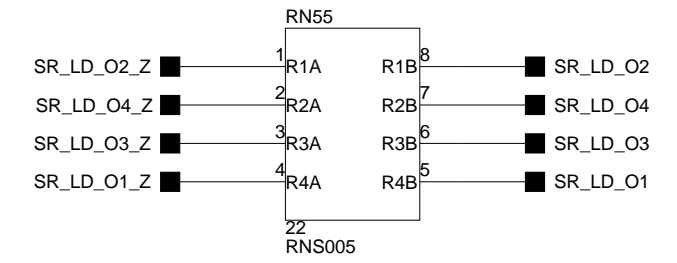 RN55
SR_LD_O2_Z 1 R1A R1B 8 SR_LD_O2
SR_LD_O4_Z 2 R2A R2B 7 SR_LD_O4
SR_LD_O3_Z 3 R3A R3B 6 SR_LD_O3
SR_LD_O1_Z 4 R4A R4B 5 SR_LD_O1
22
RNS005